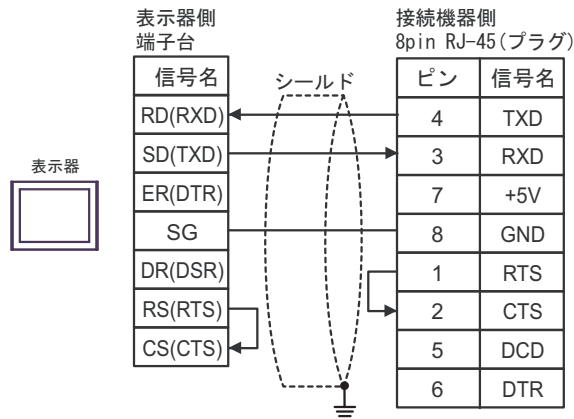 表示器側
端子台
接続機器側
8pin RJ-45(プラグ)
信号名
シールド
ピン 信号名
RD(RXD)
4 TXD
SD(TXD)
3 RXD
表示器
ER(DTR)
7 +5V
SG
8 GND
DR(DSR)
1 RTS
RS(RTS)
2 CTS
CS(CTS)
5 DCD
6 DTR